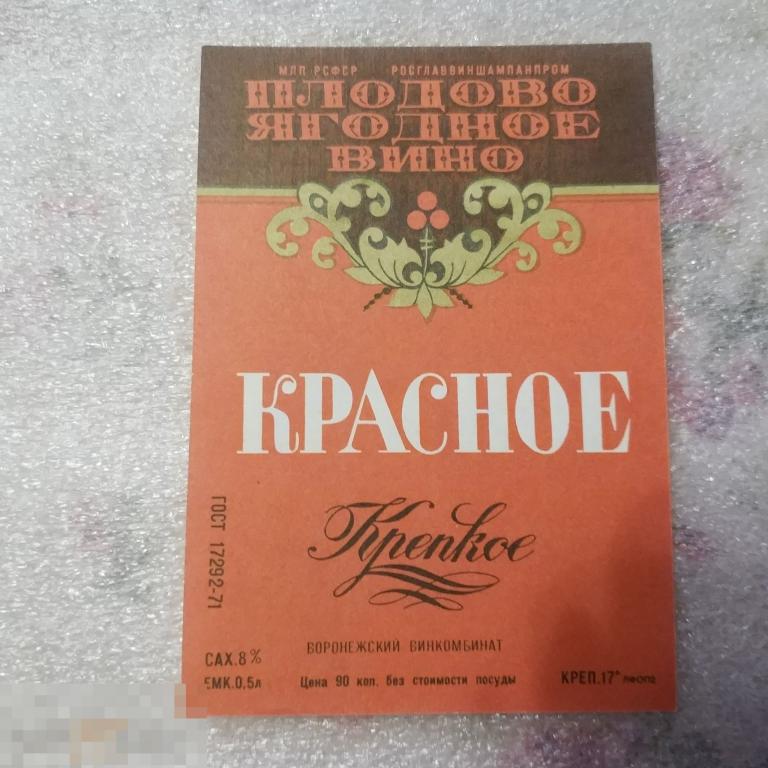 МПП РСФСР РОСГЛАВВИНШАМПАНПРОМ
ПЛОДОВО
ЯГОДНОЕ
ВИНО
КРАСНОЕ
Крепкое
ГОСТ 17292-71
ВОРОНЕЖСКИЙ ВИНКОМБИНАТ
САХ.8%
ЕМК.0,5л Цена 90 коп. без стоимости посуды КРЕП.17°